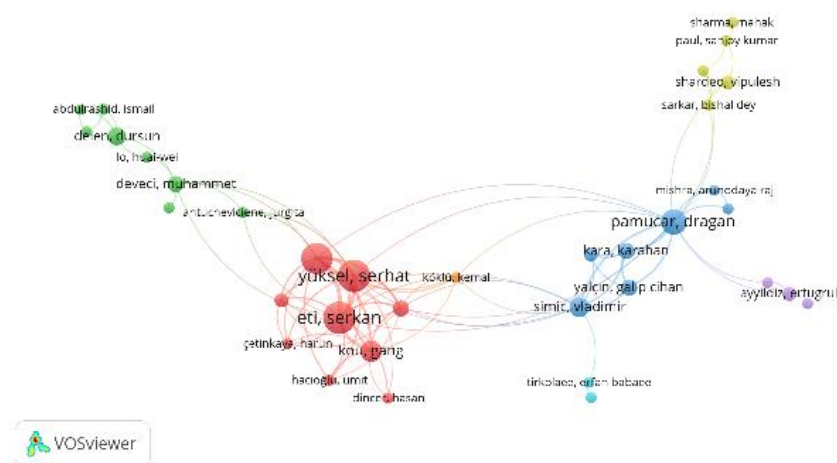 sharma, mahak
paul, sanjoy kumar
shardeo, vipulesh
sarkar, bishal dey
abdulrashid, ismail
delen, dursun
lo, huai-wei
deveci, muhammet
antucheviciene, jurgita
mishra, arunodaya raj
pamucar, dragan
kara, karahan
yüksel, serhat
köklü, kemal
yalçin, galip cihan
ayyildiz, ertugrul
simic, vladimir
eti, serkan
çetinkaya, harun
kou, gang
hacioglu, umit
tirkolaee, erfan babaee
dincer, hasan
VOSviewer